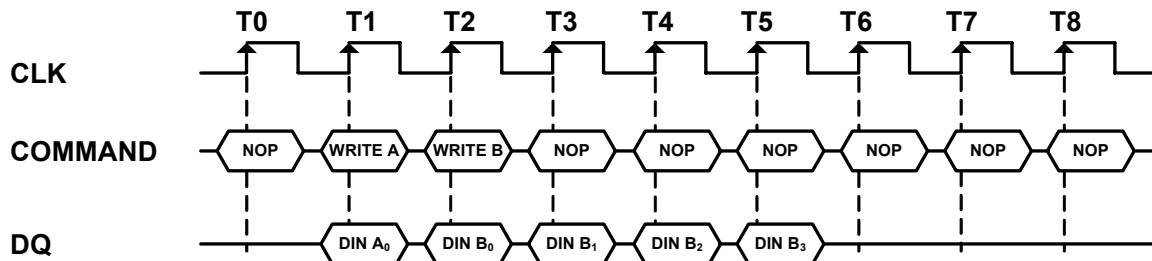 T0 T1 T2 T3 T4 T5 T6 T7 T8
CLK
COMMAND NOP WRITE A WRITE B NOP NOP NOP NOP NOP NOP
DQ DIN A₀ DIN B₀ DIN B₁ DIN B₂ DIN B₃